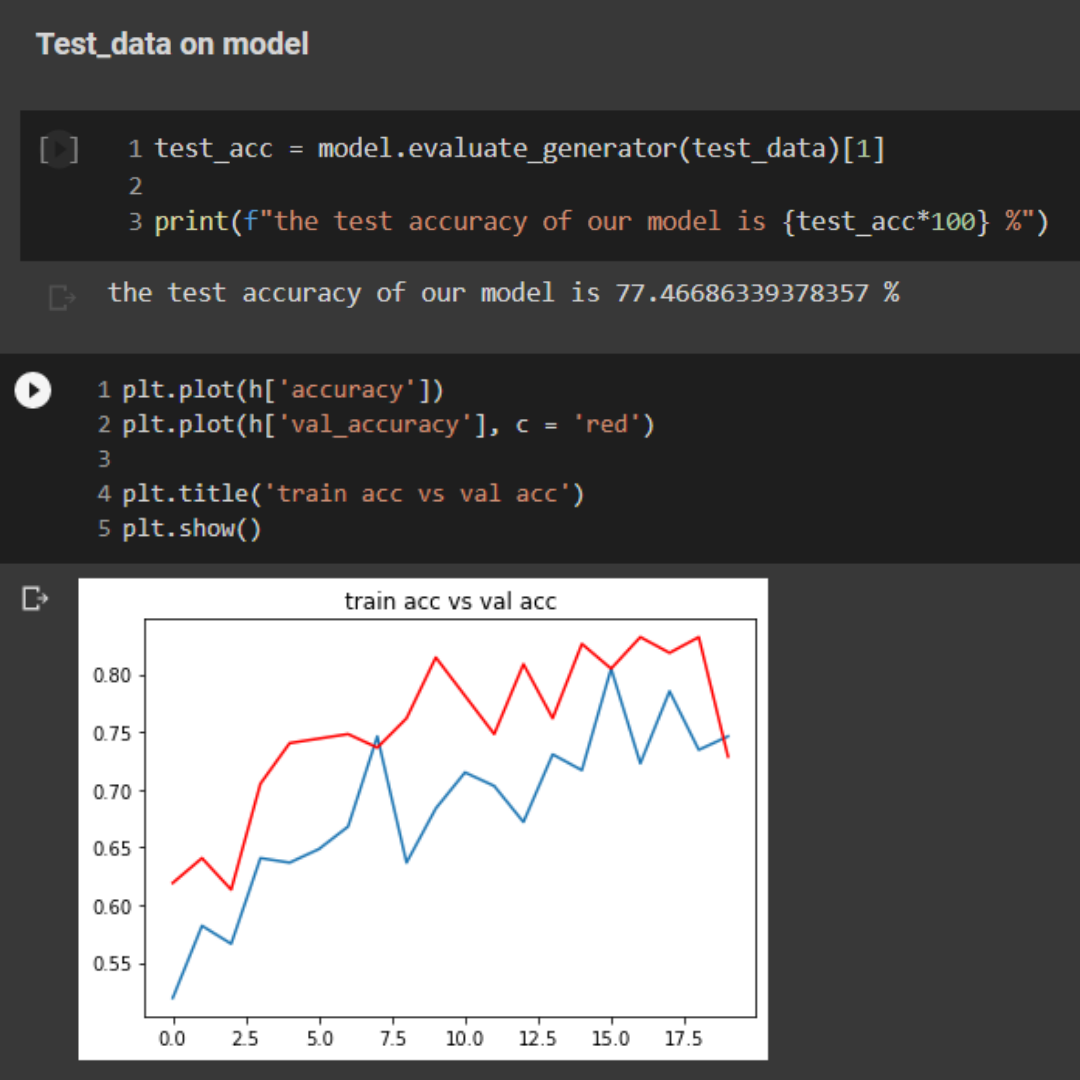 Test_data on model
[ ] 1 test_acc = model.evaluate_generator(test_data)[1]
2
3 print(f"the test accuracy of our model is {test_acc*100} %")
the test accuracy of our model is 77.46686339378357 %
1 plt.plot(h['accuracy'])
2 plt.plot(h['val_accuracy'], c = 'red')
3
4 plt.title('train acc vs val acc')
5 plt.show()
train acc vs val acc
0.80
0.75
0.70
0.65
0.60
0.55
0.0 2.5 5.0 7.5 10.0 12.5 15.0 17.5